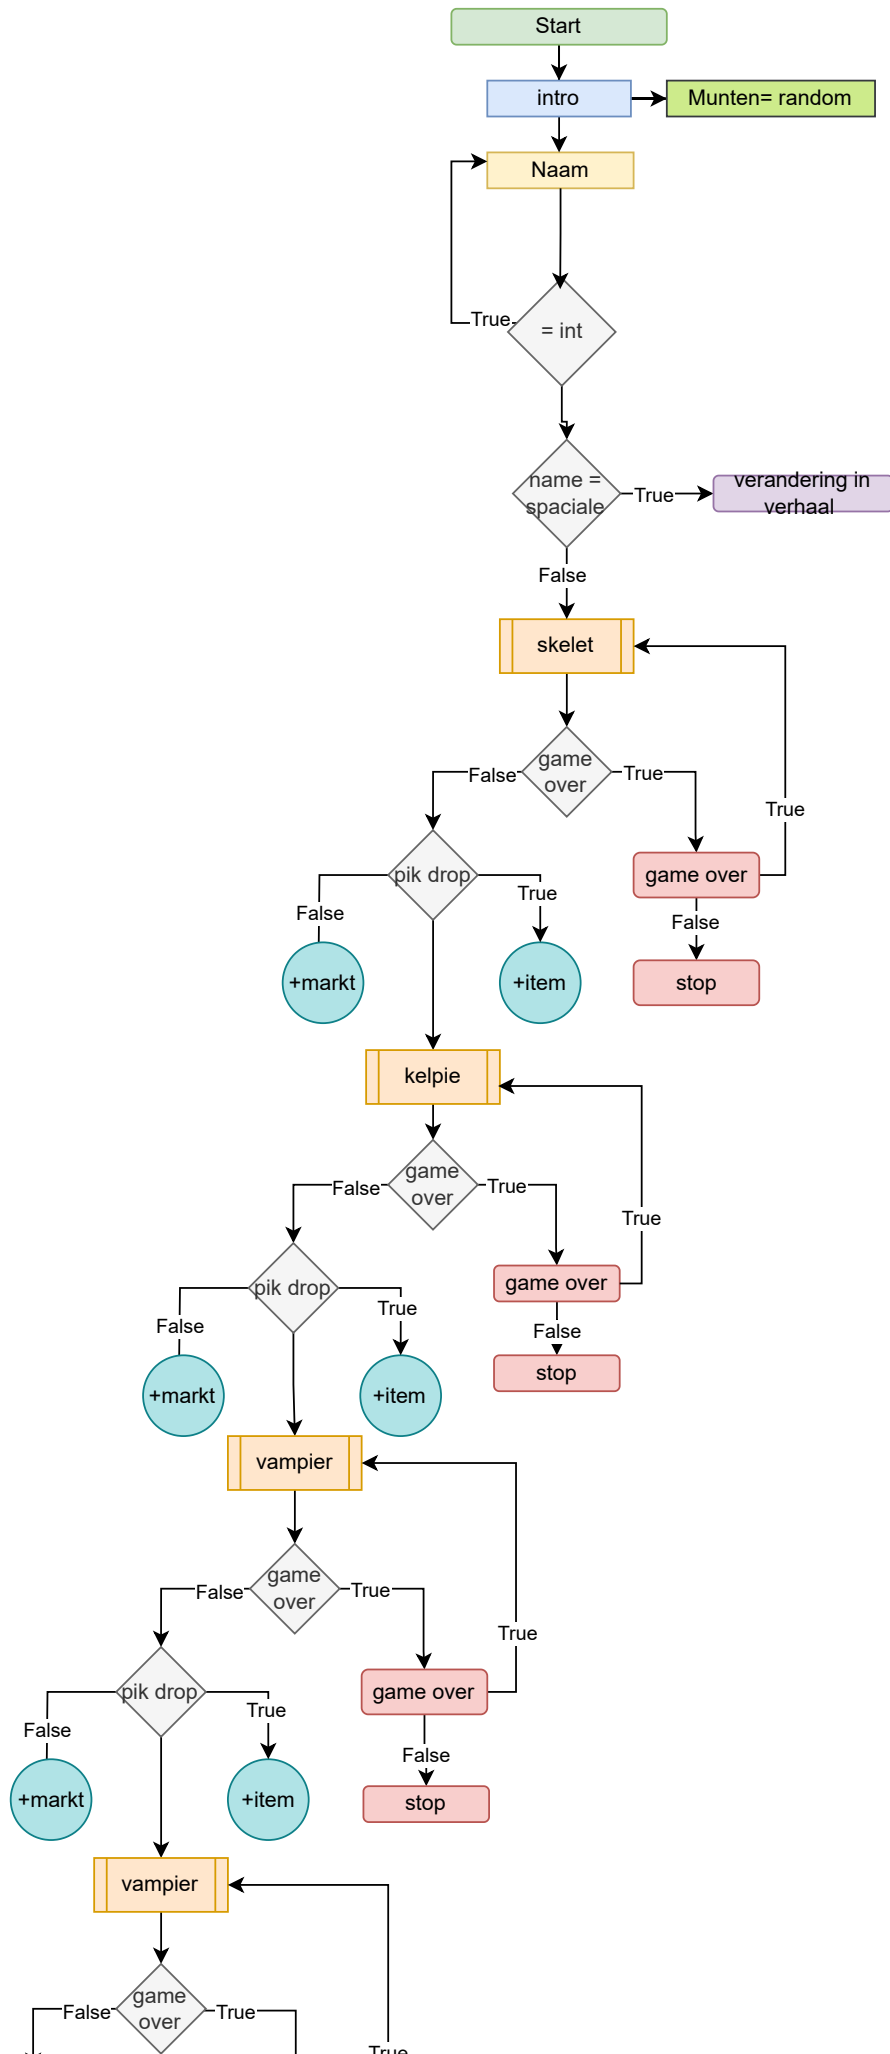 Start
intro
Munten= random
Naam
True
= int
name =
spaciale
True
verandering in
verhaal
False
skelet
game
over
False
True
True
pik drop
game over
False
True
False
+markt
+item
stop
kelpie
game
over
False
True
True
pik drop
game over
False
True
False
+markt
+item
stop
vampier
game
over
False
True
True
pik drop
game over
False
True
False
+markt
+item
stop
vampier
game
over
False
True
True